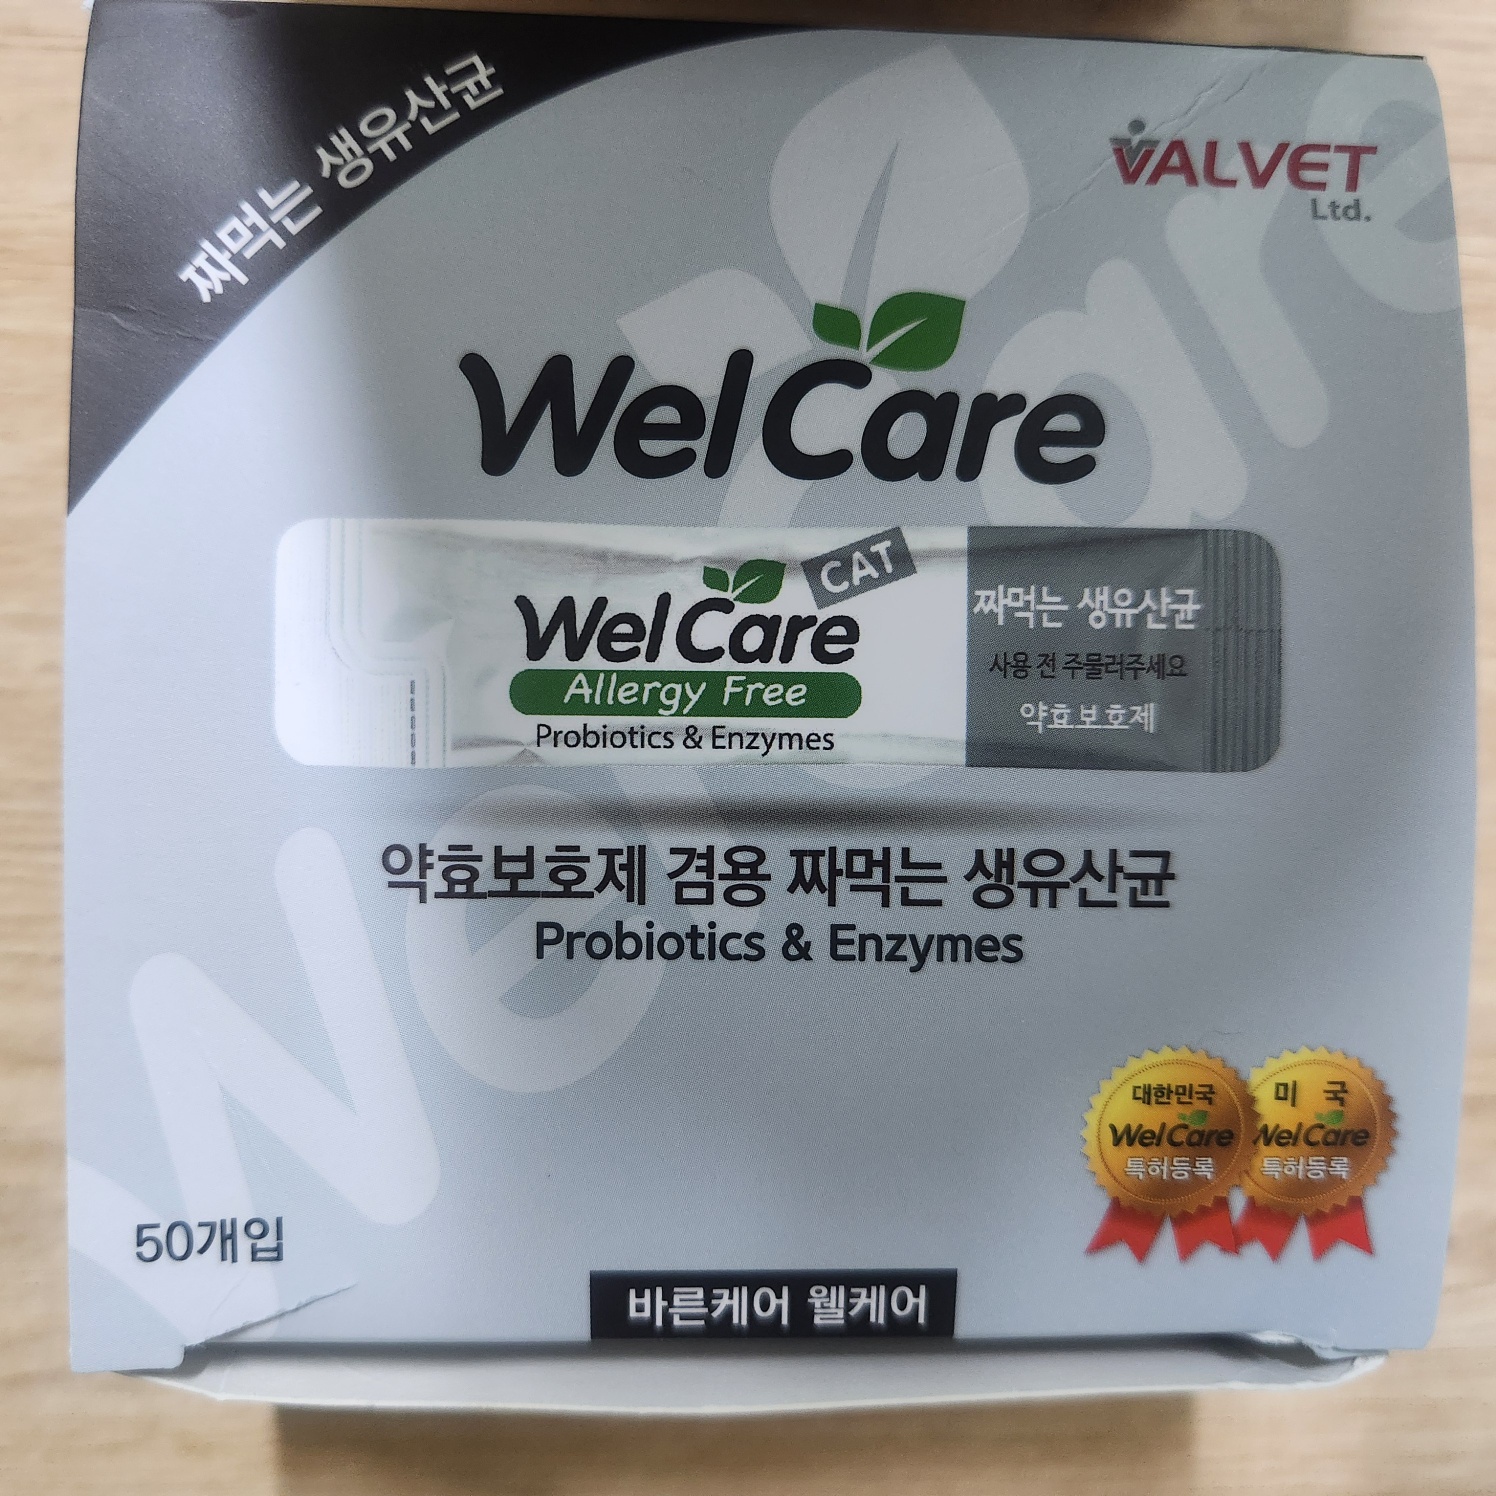 짜먹는 생유산균
VALVET
Ltd.
WelCare
CAT
WelCare
Allergy Free
Probiotics & Enzymes
짜먹는 생유산균
사용 전 주물러주세요
약효보호제
약효보호제 겸용 짜먹는 생유산균
Probiotics & Enzymes
대한민국
WelCare
특허등록
미 국
WelCare
특허등록
50개입
바른케어 웰케어
WelCare